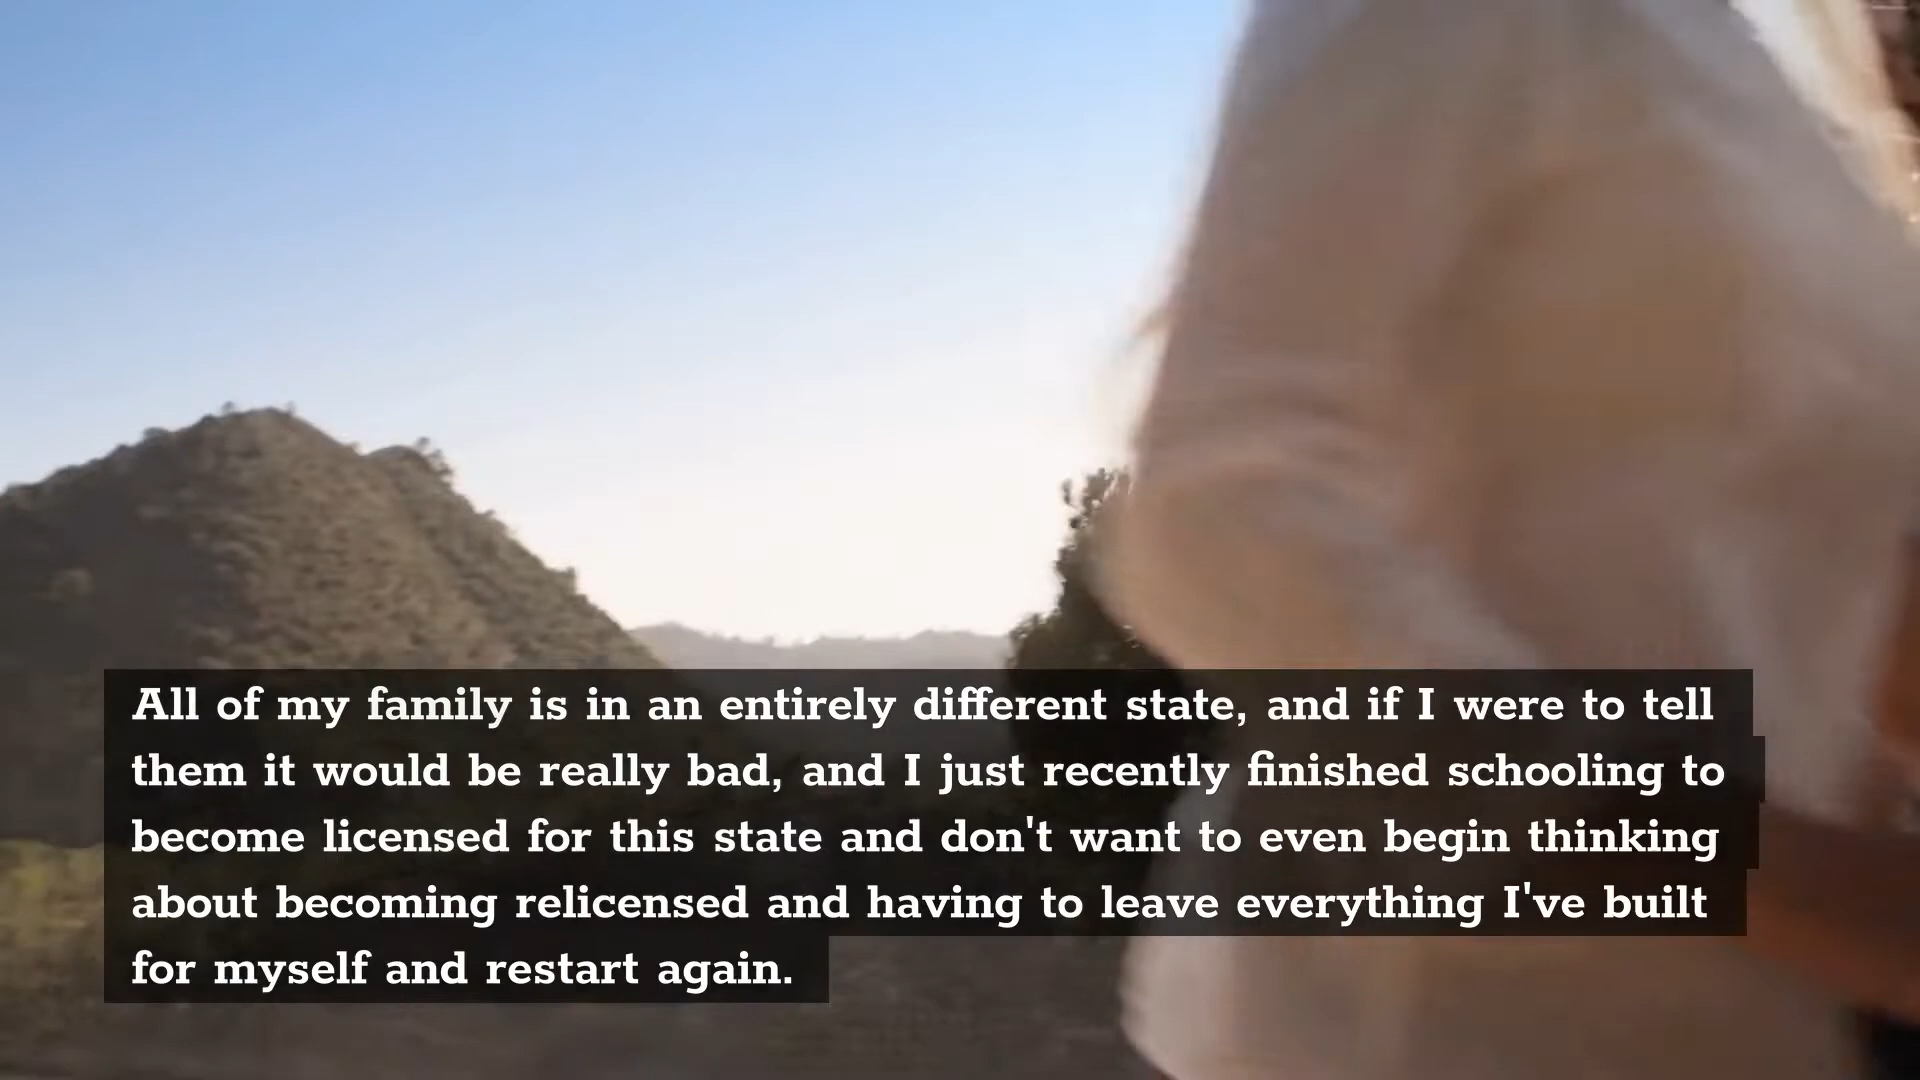 All of my family is in an entirely different state, and if I were to tell
them it would be really bad, and I just recently finished schooling to
become licensed for this state and don't want to even begin thinking
about becoming relicensed and having to leave everything I've built
for myself and restart again.